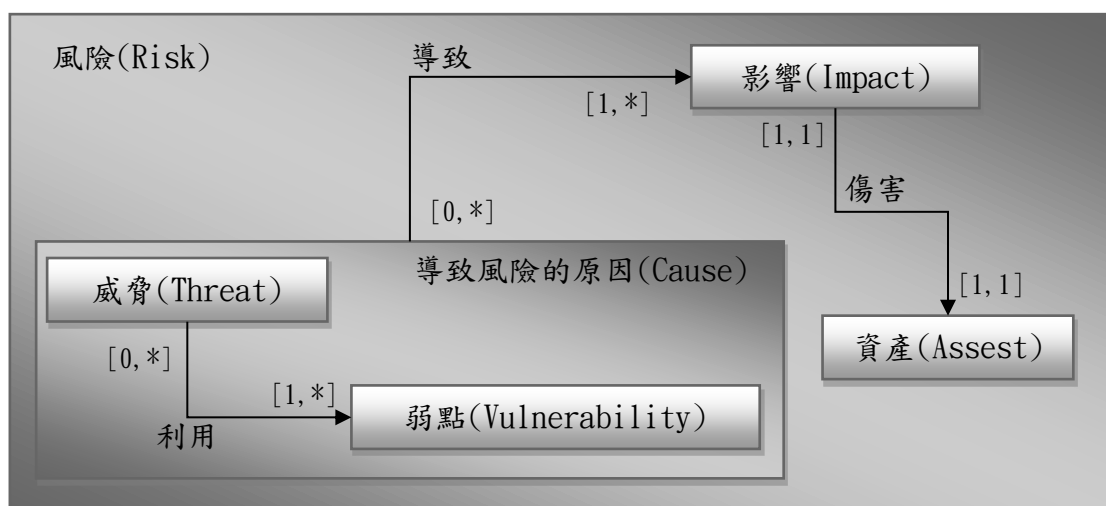 風險(Risk)
導致
影響(Impact)
[1,*]
[1,1]
傷害
[0,*]
導致風險的原因(Cause)
威脅(Threat)
[1,1]
資產(Assest)
[0,*]
[1,*]
弱點(Vulnerability)
利用